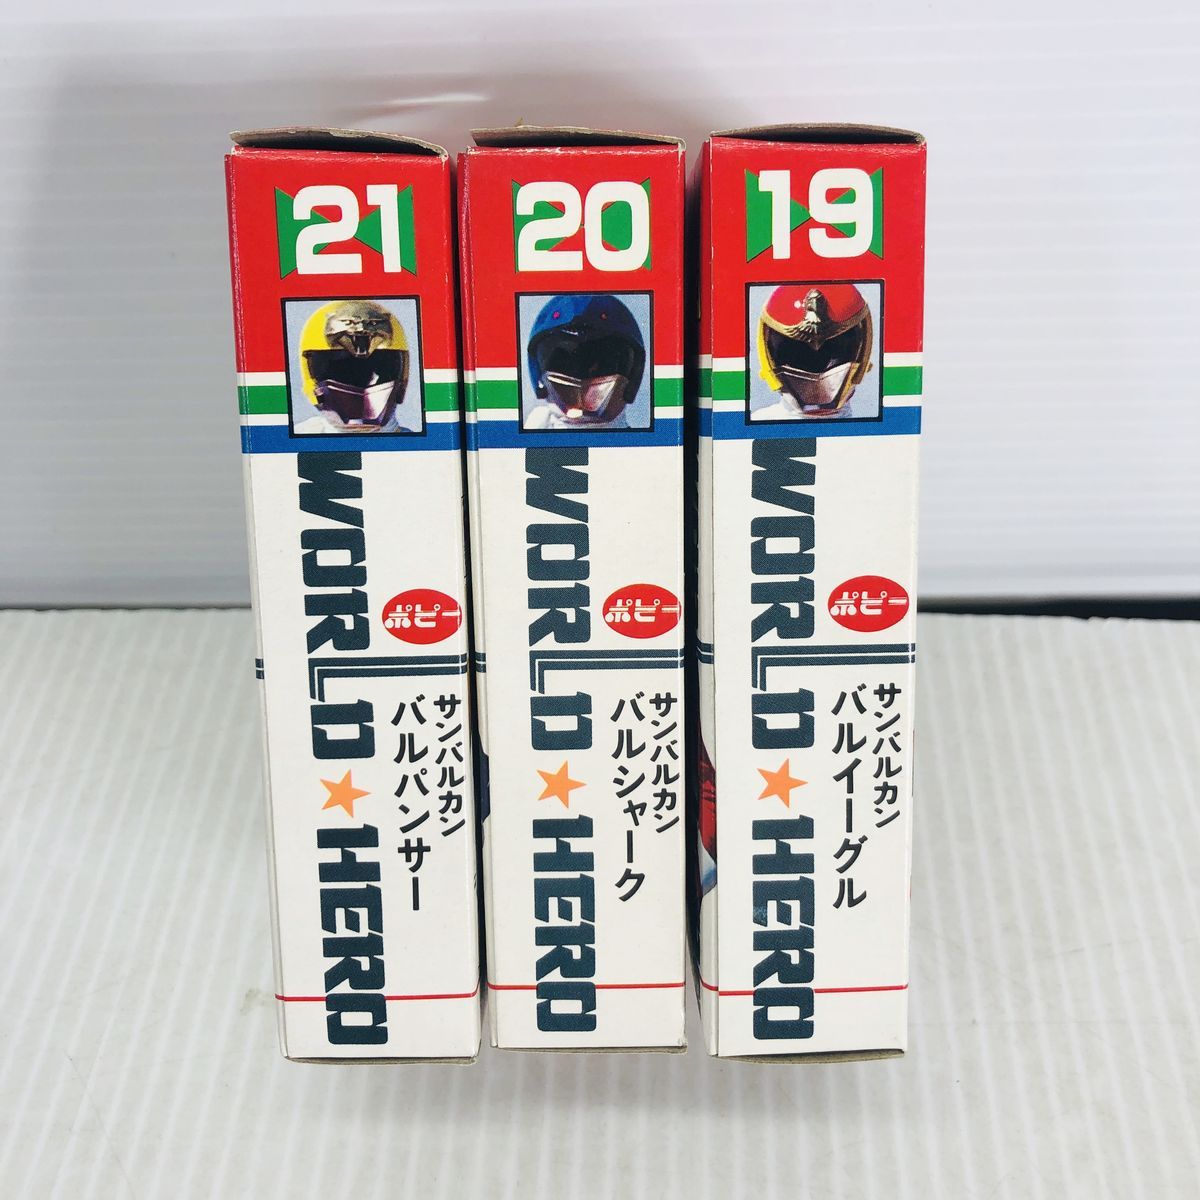 21
WORLD★HERO
ポピー
サンバルカン
バルパンサー
20
WORLD★HERO
ポピー
サンバルカン
バルシャーク
19
WORLD★HERO
ポピー
サンバルカン
バルイーグル